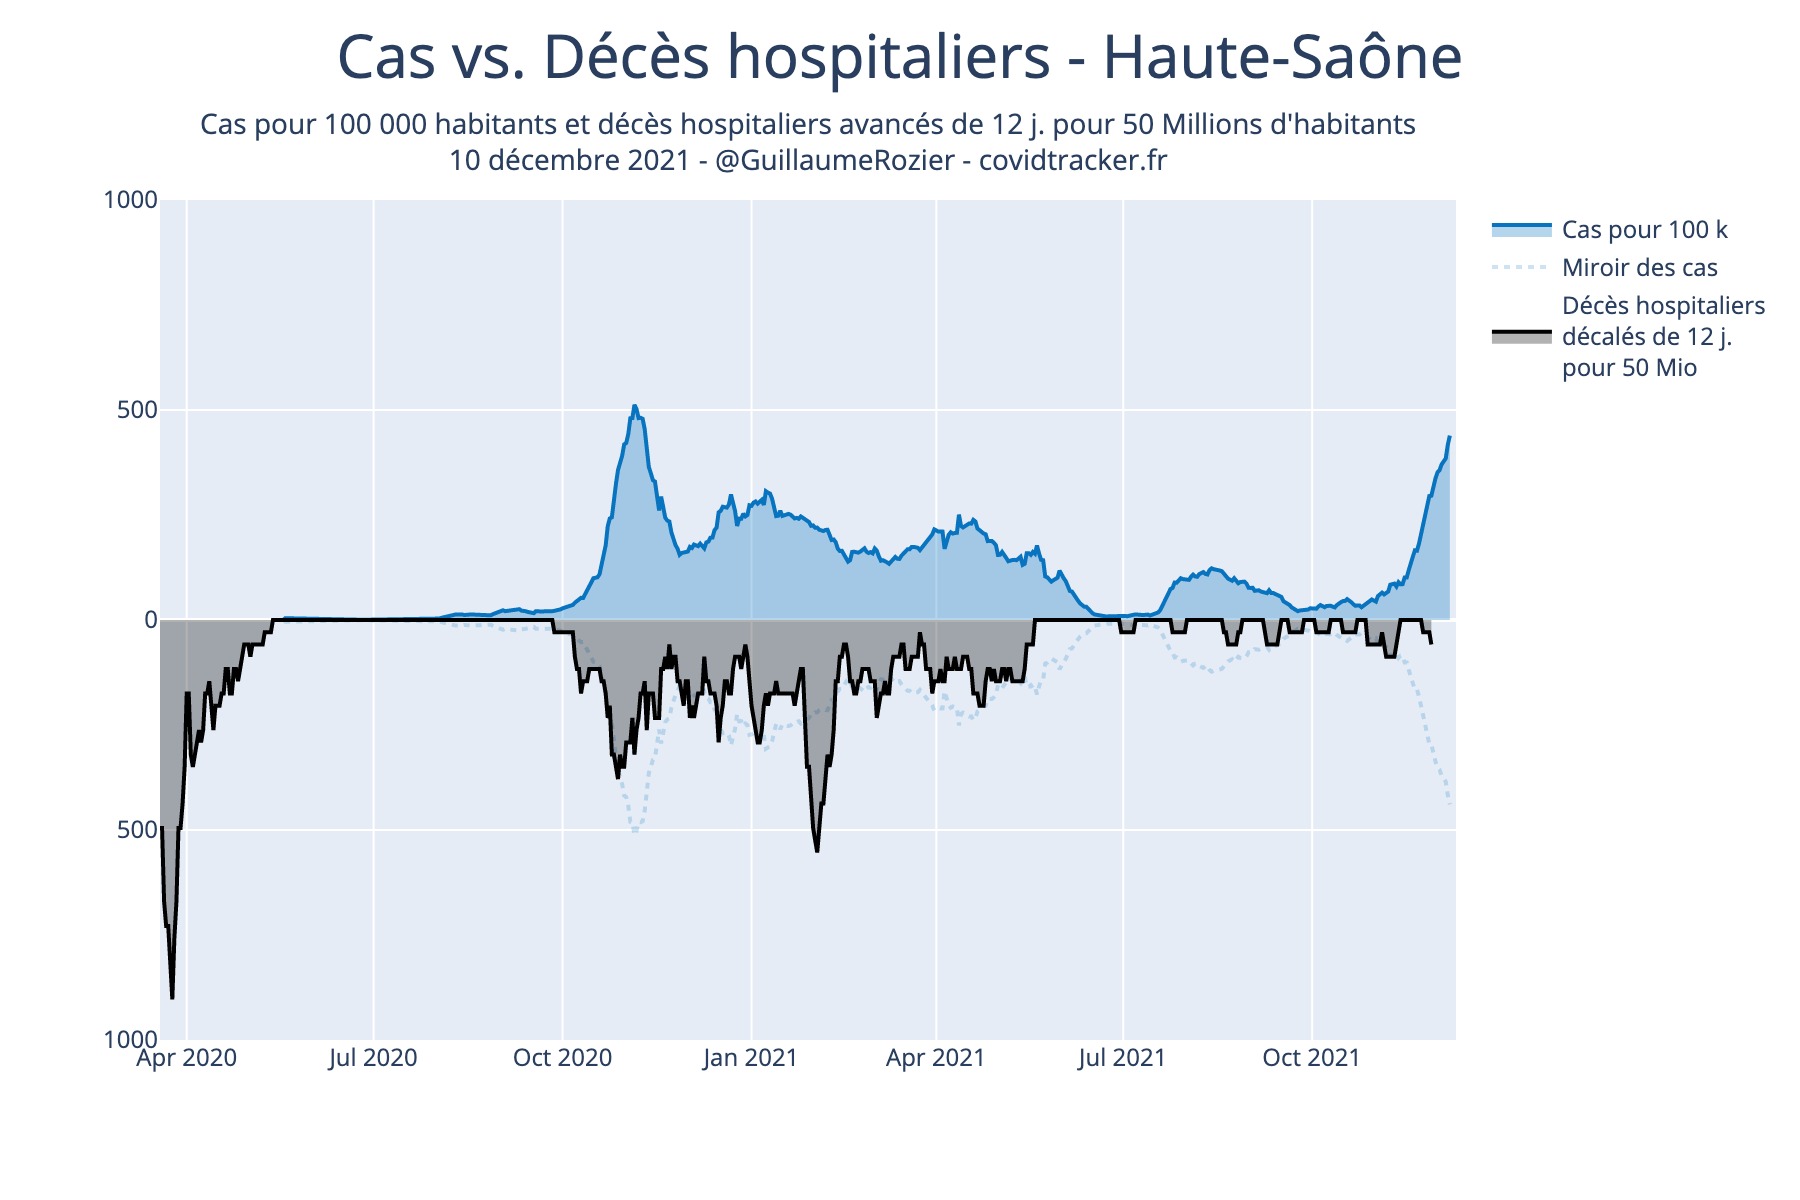 Cas vs. Décès hospitaliers - Haute-Saône
Cas pour 100 000 habitants et décès hospitaliers avancés de 12 j. pour 50 Millions d'habitants
10 décembre 2021 - @GuillaumeRozier - covidtracker.fr
1000
500
0
500
1000
Apr 2020
Jul 2020
Oct 2020
Jan 2021
Apr 2021
Jul 2021
Oct 2021
Cas pour 100 k
Miroir des cas
Décès hospitaliers
décalés de 12 j.
pour 50 Mio